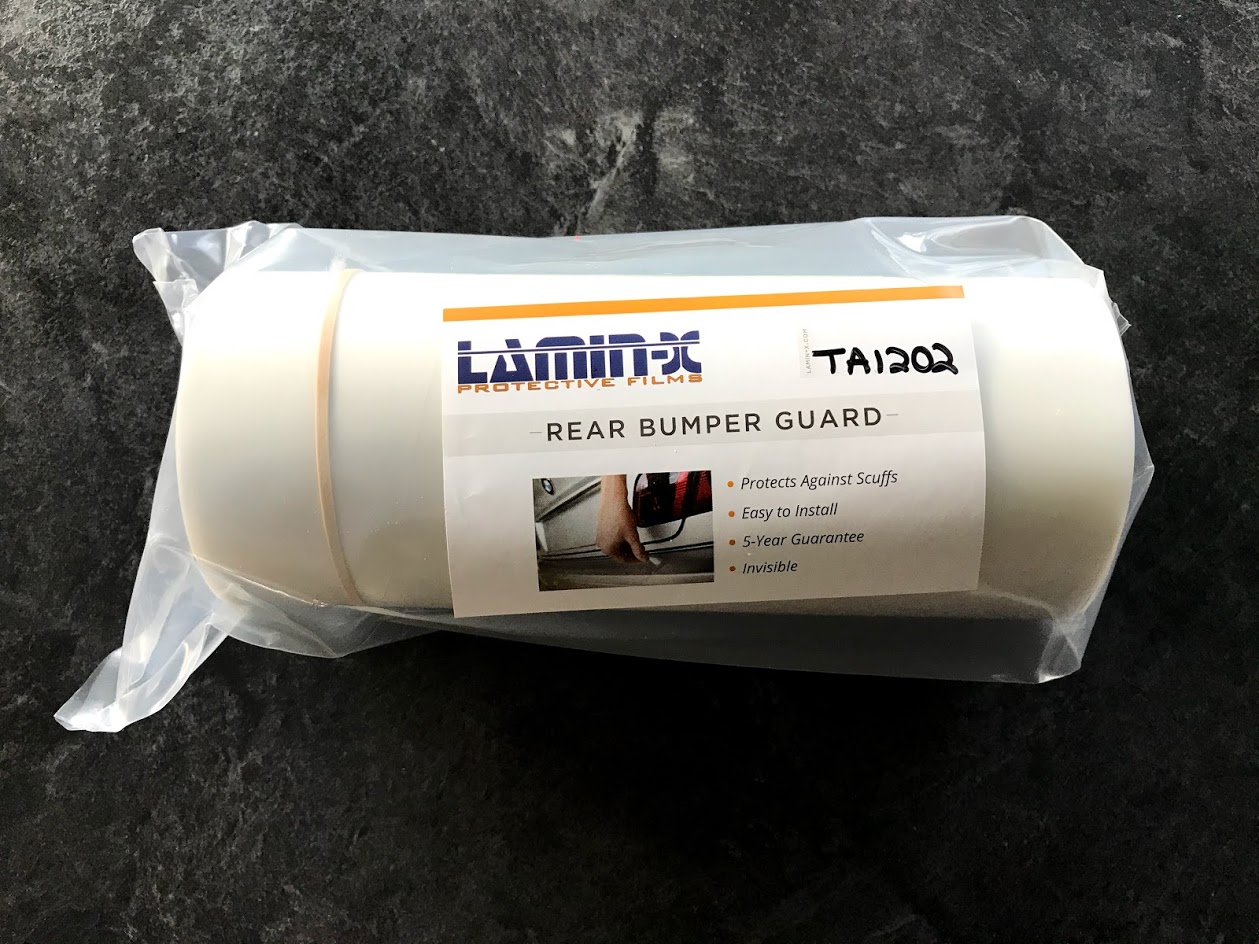 LAMIN-X
PROTECTIVE FILMS
LAMIN-X.COM
TA1202
REAR BUMPER GUARD
• Protects Against Scuffs
• Easy to Install
• 5-Year Guarantee
• Invisible